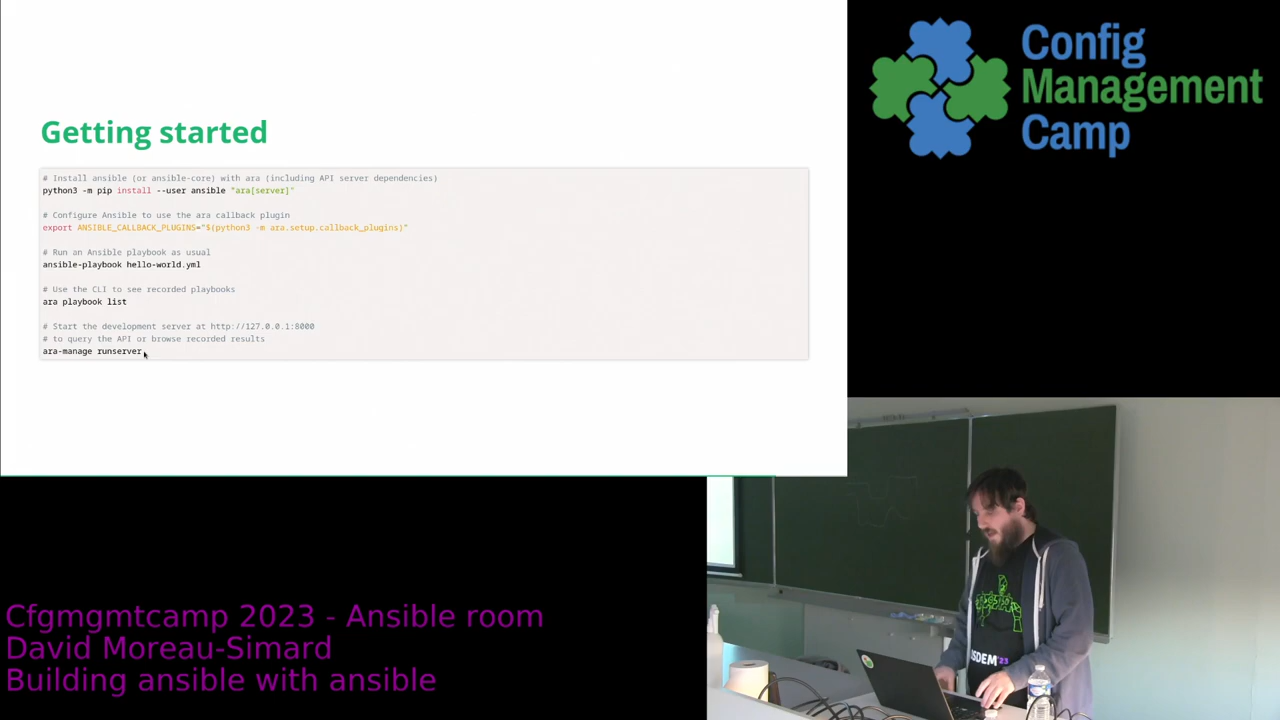 Getting started
# Install ansible (or ansible-core) with ara (including API server dependencies)
python3 -m pip install --user ansible "ara[server]"
# Configure Ansible to use the ara callback plugin
export ANSIBLE_CALLBACK_PLUGINS="$(python3 -m ara.setup.callback_plugins)"
# Run an Ansible playbook as usual
ansible-playbook hello-world.yml
# Use the CLI to see recorded playbooks
ara playbook list
# Start the development server at http://127.0.0.1:8000
# to query the API or browse recorded results
ara-manage runserver
Config
Management
Camp
SDEM'23
Cfgmgmtcamp 2023 - Ansible room
David Moreau-Simard
Building ansible with ansible